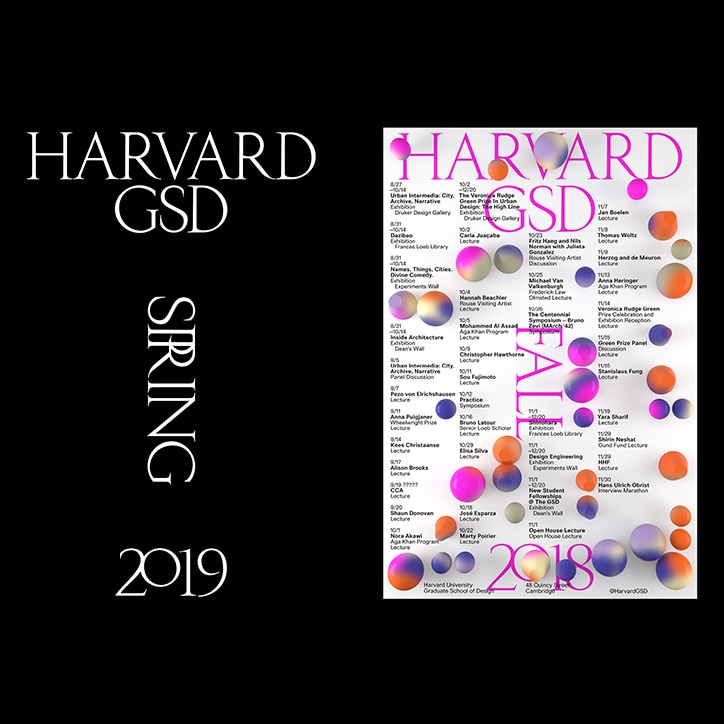 HARVARD
GSD
SPRING
2019
HARVARD
GSD
FALL
2018
8/27
–10/14
Urban Intermedia: City,
Archive, Narrative
Exhibition
Druker Design Gallery
8/31
–10/14
Dazibao
Exhibition
Frances Loeb Library
8/31
–10/14
Names, Things, Cities.
Divine Comedy.
Exhibition
Experiments Wall
8/31
–10/14
Inside Architecture
Exhibition
Dean's Wall
9/5
Urban Intermedia: City,
Archive, Narrative
Panel Discussion
9/7
Pezo von Elrichshausen
Lecture
9/11
Anna Puigjaner
Wheelwright Prize
Lecture
9/14
Kees Christaanse
Lecture
9/17
Alison Brooks
Lecture
9/19 ?????
CCA
Lecture
9/20
Shaun Donovan
Lecture
10/1
Nora Akawi
Aga Khan Program
Lecture
10/2
–12/20
The Veronica Rudge
Green Prize in Urban
Design: The High Line
Exhibition
Druker Design Gallery
10/2
Carla Juaçaba
Lecture
10/4
Hannah Beachler
Rouse Visiting Artist
Lecture
10/5
Mohammed Al Assad
Aga Khan Program
Lecture
10/9
Christopher Hawthorne
Lecture
10/11
Sou Fujimoto
Lecture
10/12
Practice
Symposium
10/16
Bruno Latour
Senior Loeb Scholar
Lecture
10/29
Elisa Silva
Lecture
10/18
José Esparza
Lecture
10/22
Marty Poirier
Lecture
10/23
Fritz Haeg and Nils
Norman with Julieta
Gonzalez
Rouse Visiting Artist
Discussion
10/25
Michael Van
Valkenburgh
Frederick Law
Olmsted Lecture
10/26
The Centennial
Symposium – Bruno
Zevi (MArch '42)
Symposium
11/1
–12/20
Shinohara
Exhibition
Frances Loeb Library
11/1
–12/20
Design Engineering
Exhibition
Experiments Wall
11/1
–12/20
New Student
Fellowships
@ The GSD
Exhibition
Dean's Wall
11/1
Open House Lecture
Open House Lecture
11/7
Jan Boelen
Lecture
11/8
Thomas Woltz
Lecture
11/9
Herzog and de Meuron
Lecture
11/13
Anna Heringer
Aga Khan Program
Lecture
11/14
Veronica Rudge Green
Prize Celebration and
Exhibition Reception
Lecture
11/15
Green Prize Panel
Discussion
Lecture
11/15
Stanislaus Fung
Lecture
11/19
Yara Sharif
Lecture
11/29
Shirin Neshat
Gund Fund Lecture
11/29
HHF
Lecture
11/30
Hans Ulrich Obrist
Interview Marathon
Harvard University
Graduate School of Design
48 Quincy Street
Cambridge
@HarvardGSD